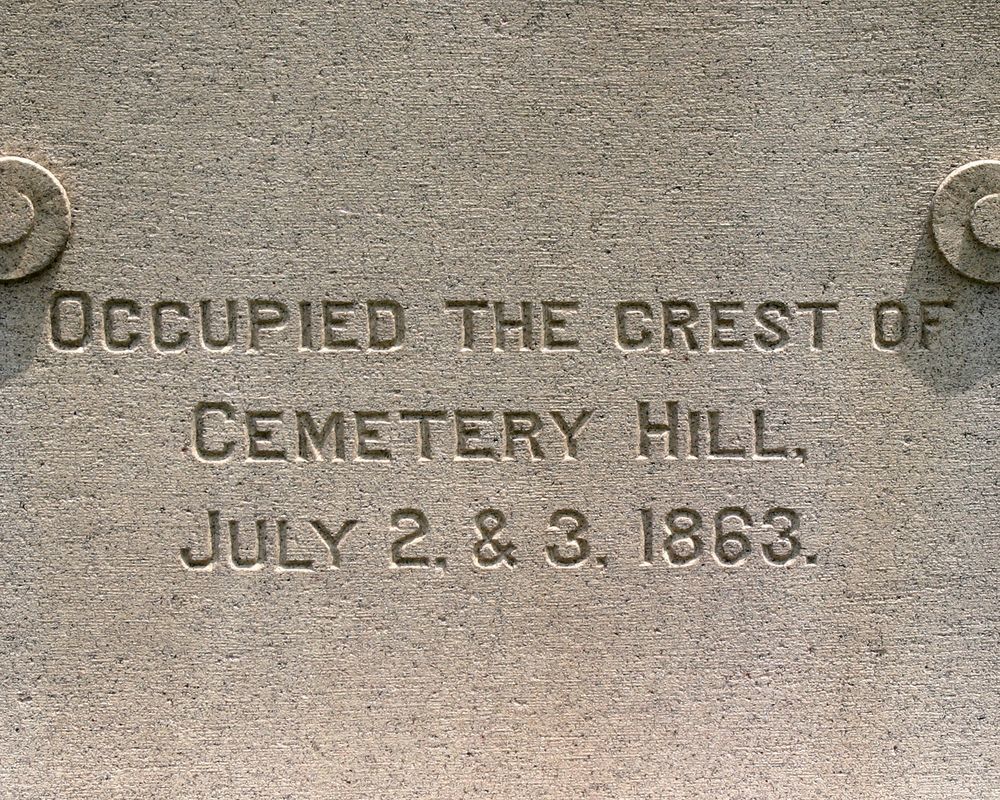 Occupied the crest of
Cemetery Hill,
July 2, & 3, 1863.